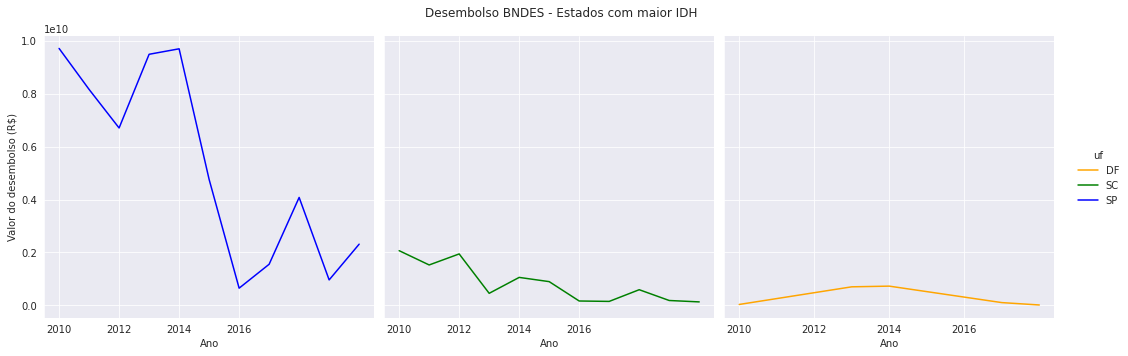 Desembolso BNDES - Estados com maior IDH
1e10
1.0
0.8
0.6
0.4
0.2
0.0
Valor do desembolso (R$)
2010 2012 2014 2016
Ano
2010 2012 2014 2016
Ano
2010 2012 2014 2016
Ano
uf
DF
SC
SP